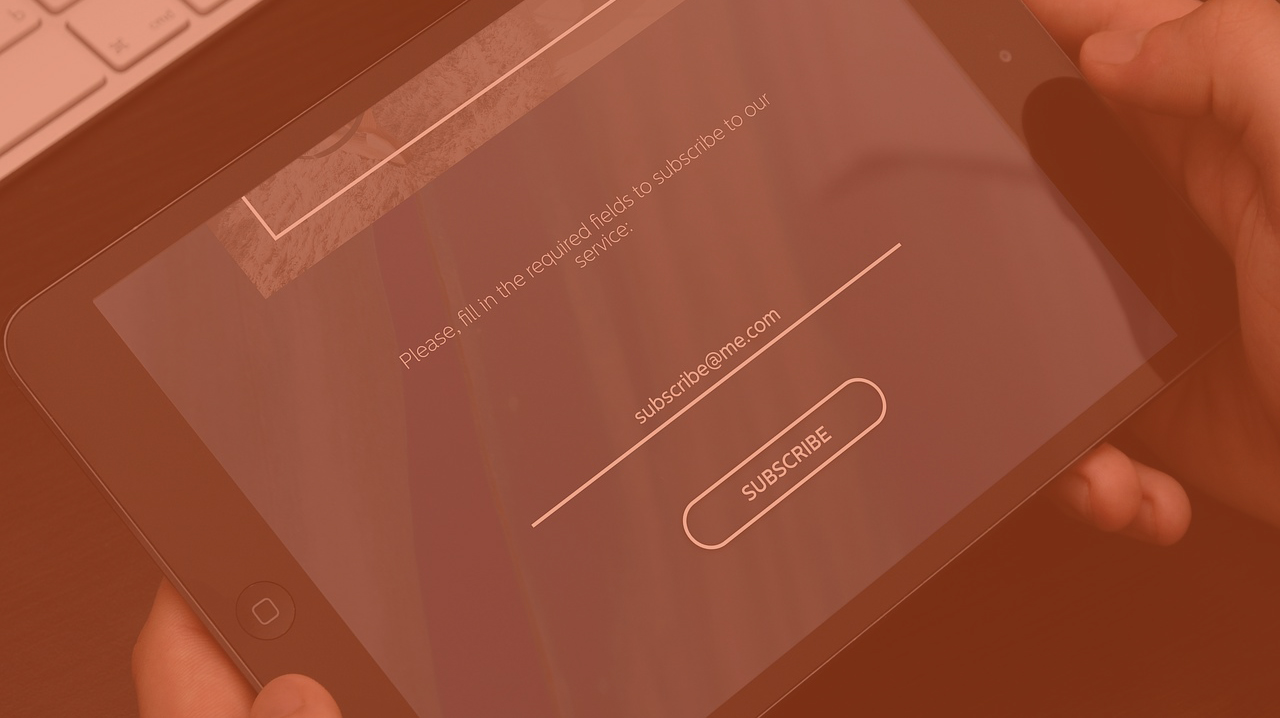 b
⌘ cmd
Please, fill in the required fields to subscribe to our
service:
subscribe@me.com
SUBSCRIBE